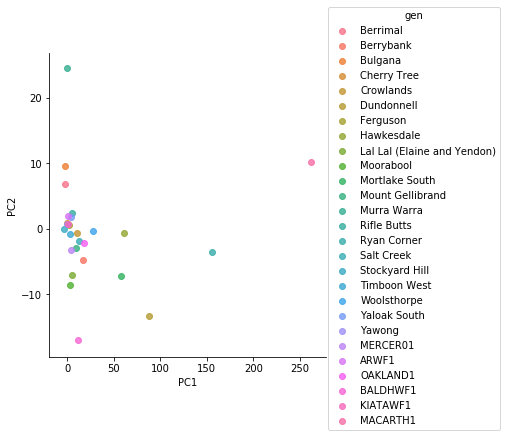 gen
Berrimal
Berrybank
Bulgana
Cherry Tree
Crowlands
Dundonnell
Ferguson
Hawkesdale
Lal Lal (Elaine and Yendon)
Moorabool
Mortlake South
Mount Gellibrand
Murra Warra
Rifle Butts
Ryan Corner
Salt Creek
Stockyard Hill
Timboon West
Woolsthorpe
Yaloak South
Yawong
MERCER01
ARWF1
OAKLAND1
BALDHWF1
KIATAWF1
MACARTH1
20
10
0
−10
PC2
0 50 100 150 200 250
PC1